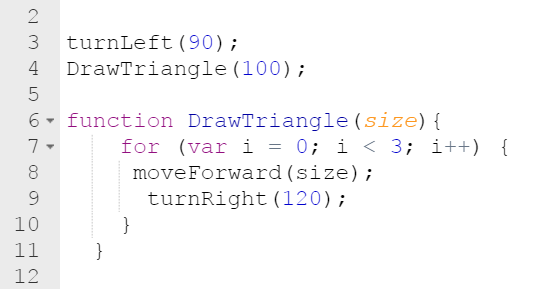 2
3 turnLeft(90);
4 DrawTriangle(100);
5
6 function DrawTriangle(size){
7 for (var i = 0; i < 3; i++) {
8 moveForward(size);
9 turnRight(120);
10 }
11 }
12